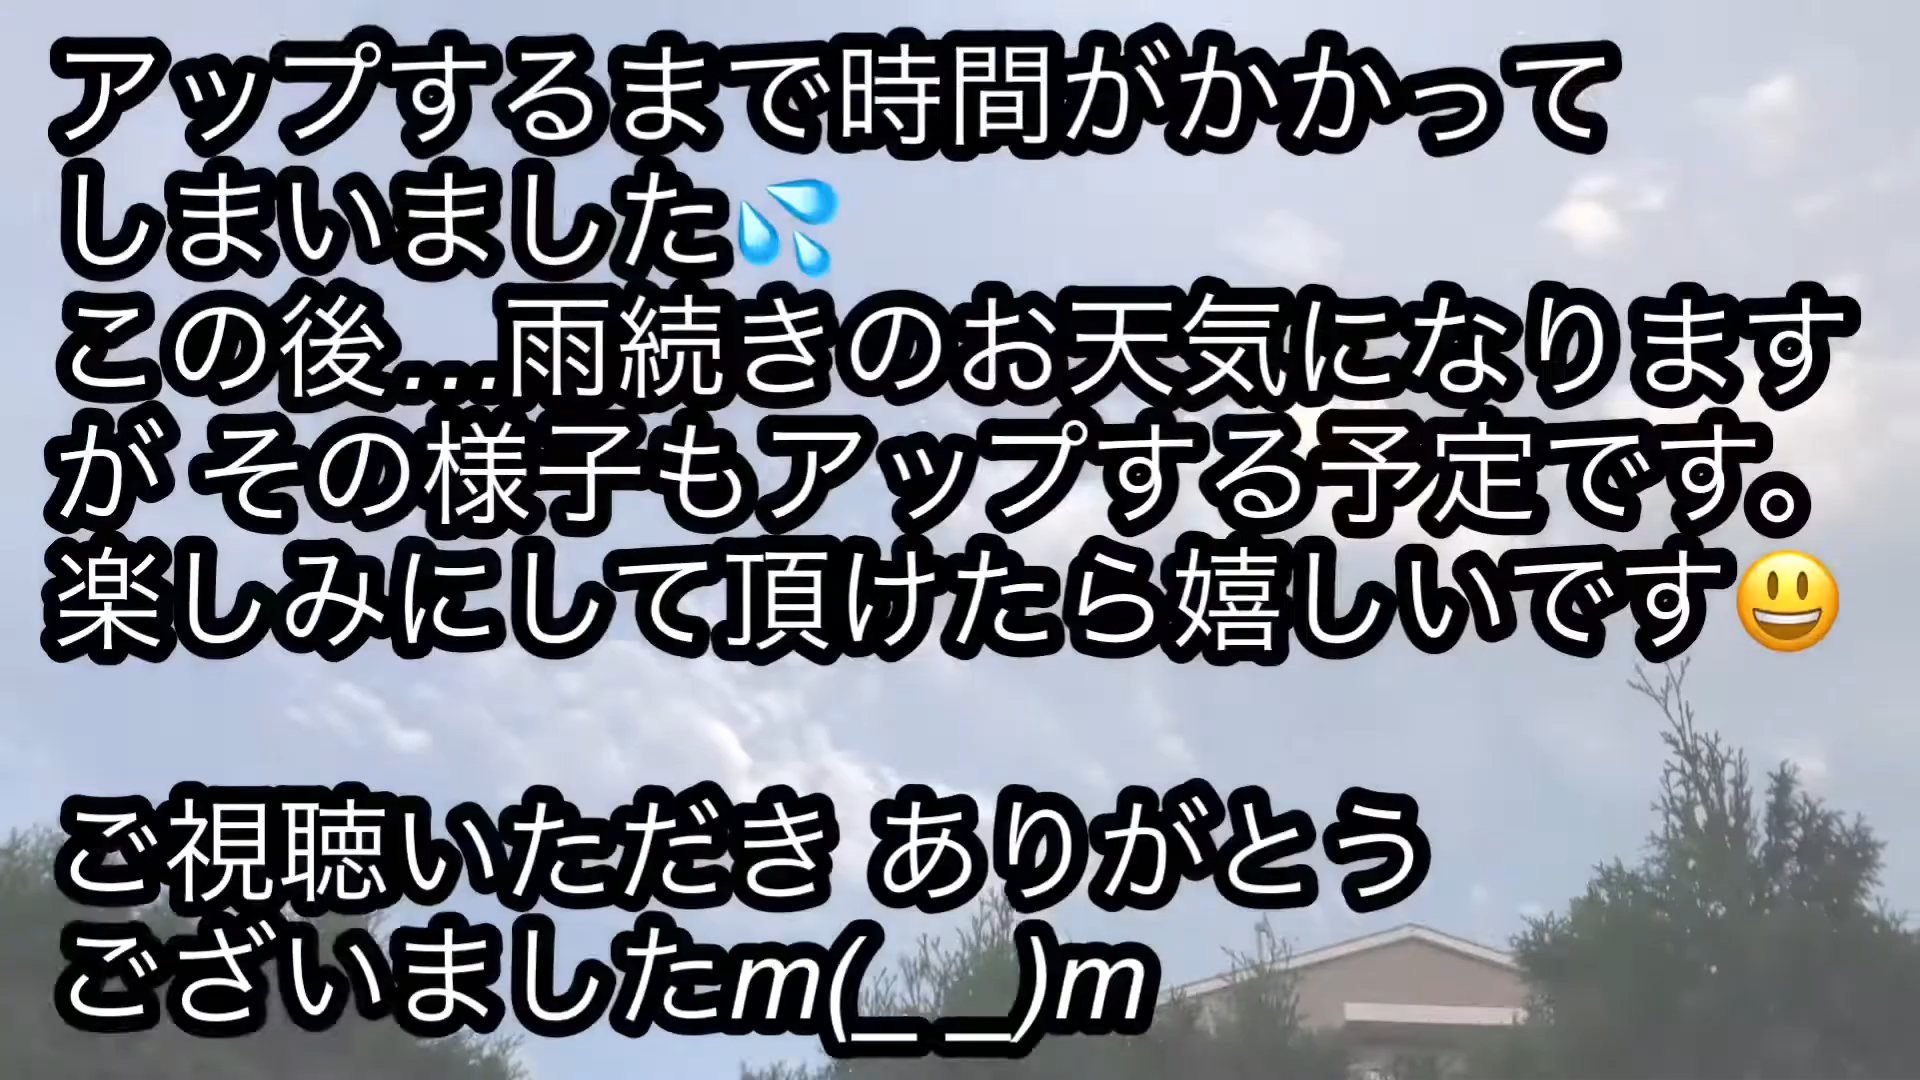 アップするまで時間がかかって
しまいました💦
この後…雨続きのお天気になります
が その様子もアップする予定です。
楽しみにして頂けたら嬉しいです😃
ご視聴いただき ありがとう
ございましたm(_ _)m